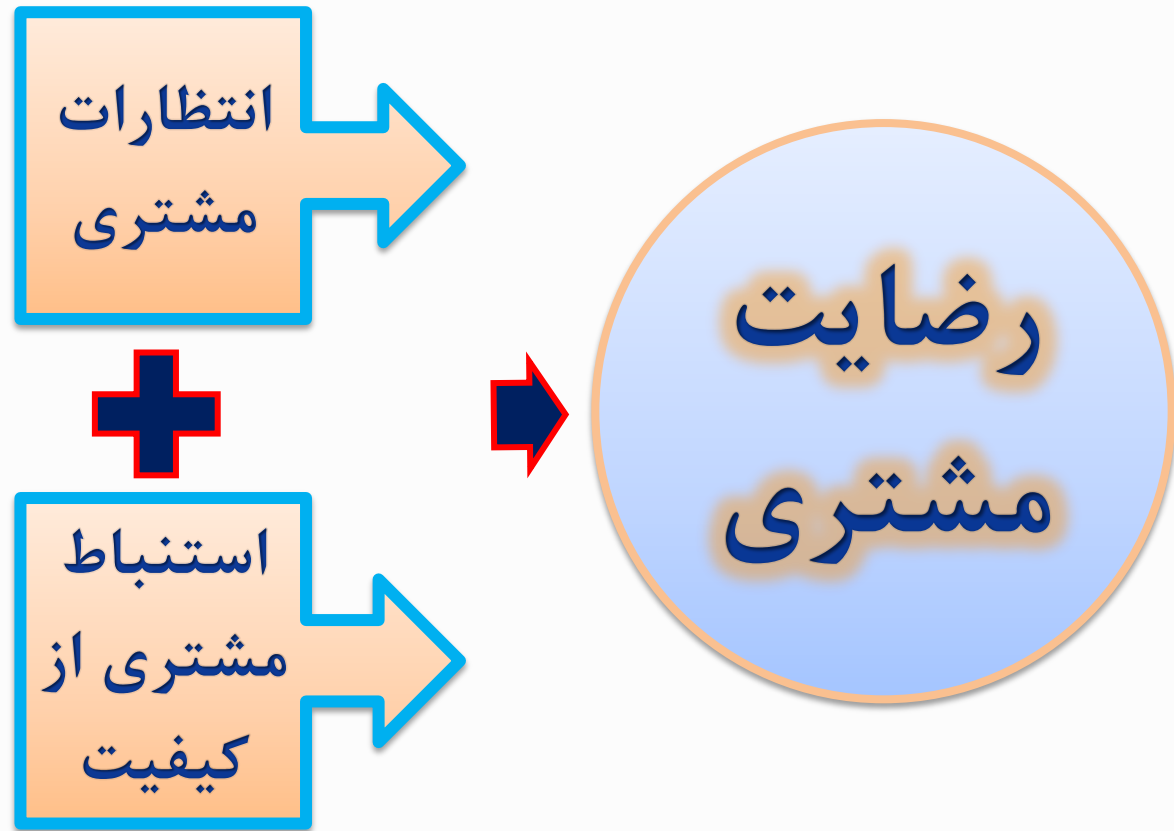 انتظارات
مشتری
استنباط
مشتری از
کیفیت
رضایت
مشتری